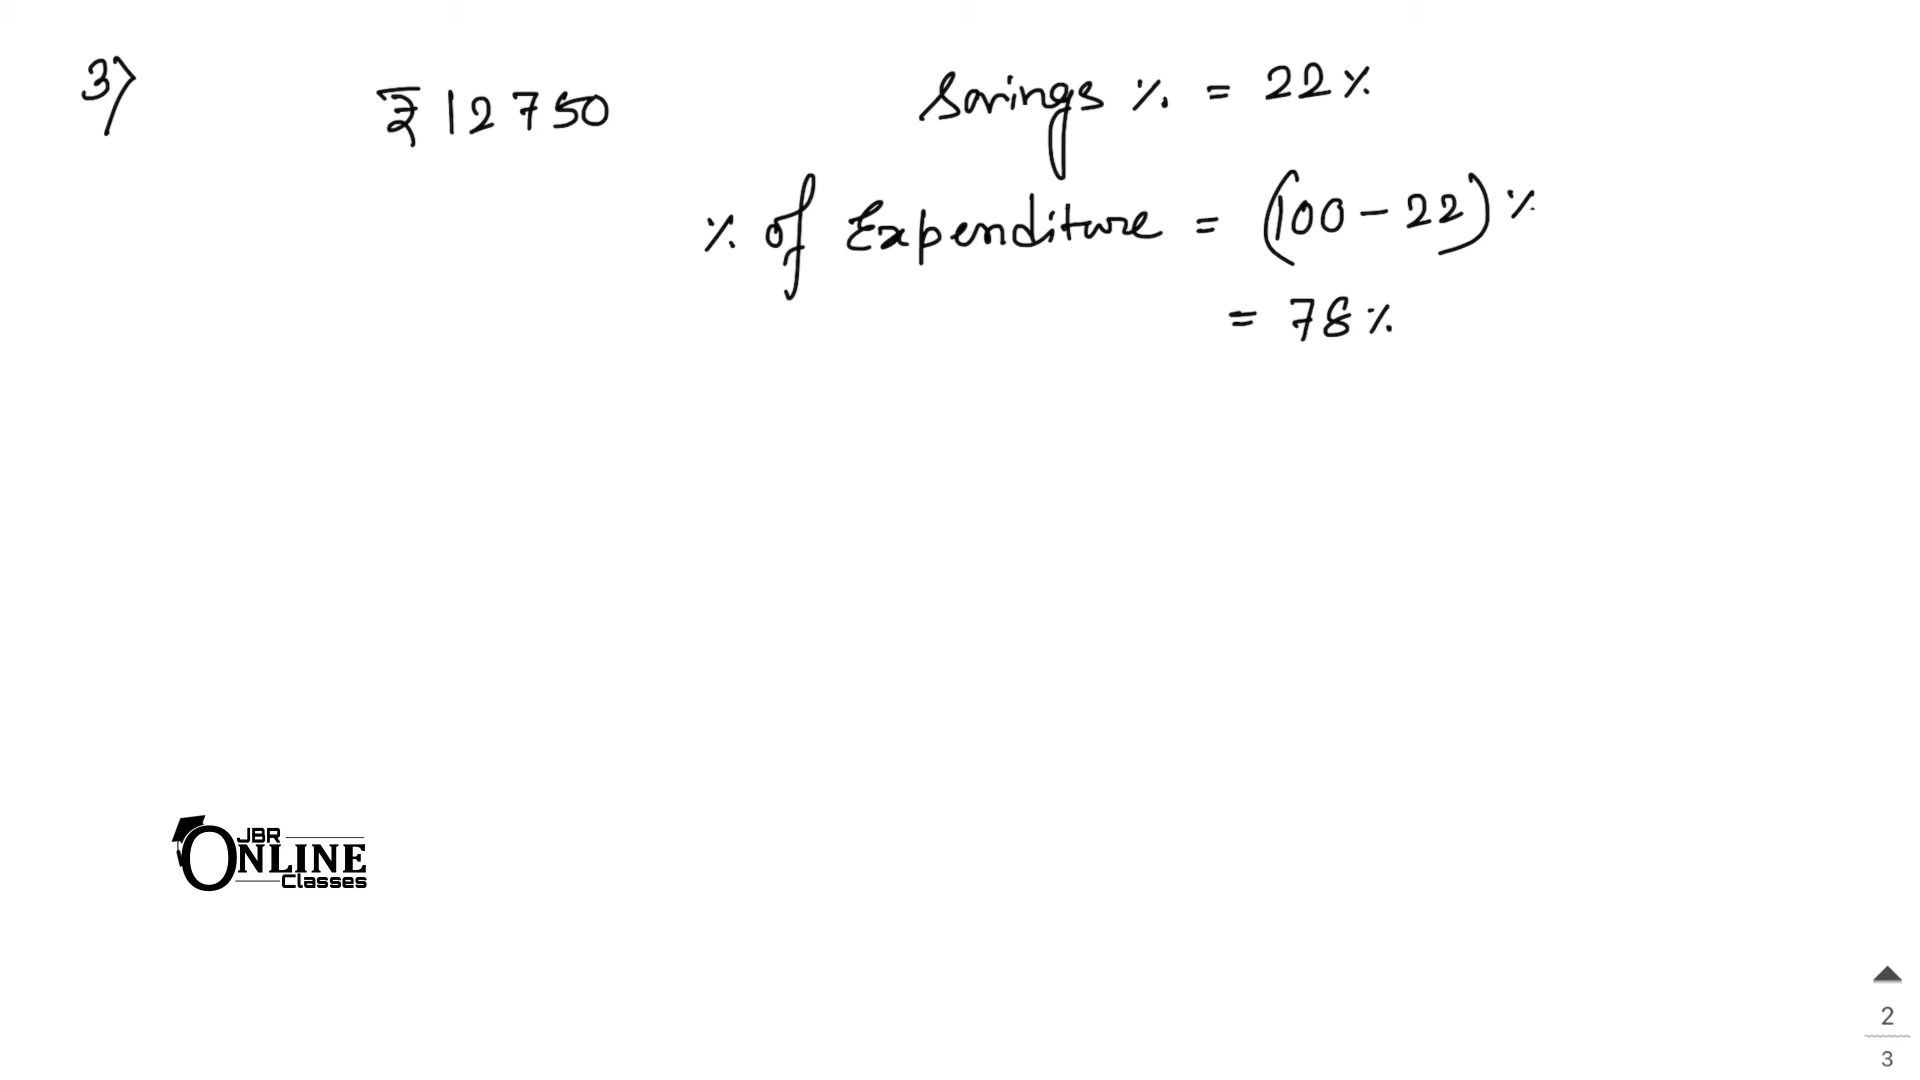 3)
₹ 12750
Savings % = 22%
% of Expenditure = (100 - 22) %
= 78 %
JBR
ONLINE
Classes
2
3